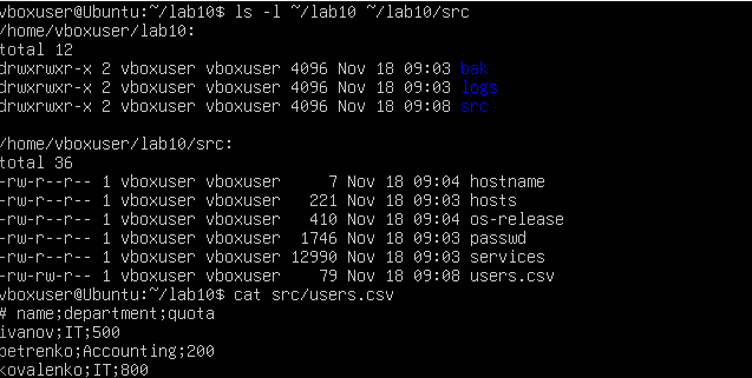 vboxuser@Ubuntu:~/lab10$ ls -l ~/lab10 ~/lab10/src
/home/vboxuser/lab10:
total 12
drwxrwxr-x 2 vboxuser vboxuser 4096 Nov 18 09:03 bak
drwxrwxr-x 2 vboxuser vboxuser 4096 Nov 18 09:03 logs
drwxrwxr-x 2 vboxuser vboxuser 4096 Nov 18 09:08 src

/home/vboxuser/lab10/src:
total 36
-rw-r--r-- 1 vboxuser vboxuser     7 Nov 18 09:04 hostname
-rw-r--r-- 1 vboxuser vboxuser   221 Nov 18 09:03 hosts
-rw-r--r-- 1 vboxuser vboxuser   410 Nov 18 09:04 os-release
-rw-r--r-- 1 vboxuser vboxuser  1746 Nov 18 09:03 passwd
-rw-r--r-- 1 vboxuser vboxuser 12990 Nov 18 09:03 services
-rw-rw-r-- 1 vboxuser vboxuser    79 Nov 18 09:08 users.csv
vboxuser@Ubuntu:~/lab10$ cat src/users.csv
# name;department;quota
ivanov;IT;500
petrenko;Accounting;200
kovalenko;IT;800